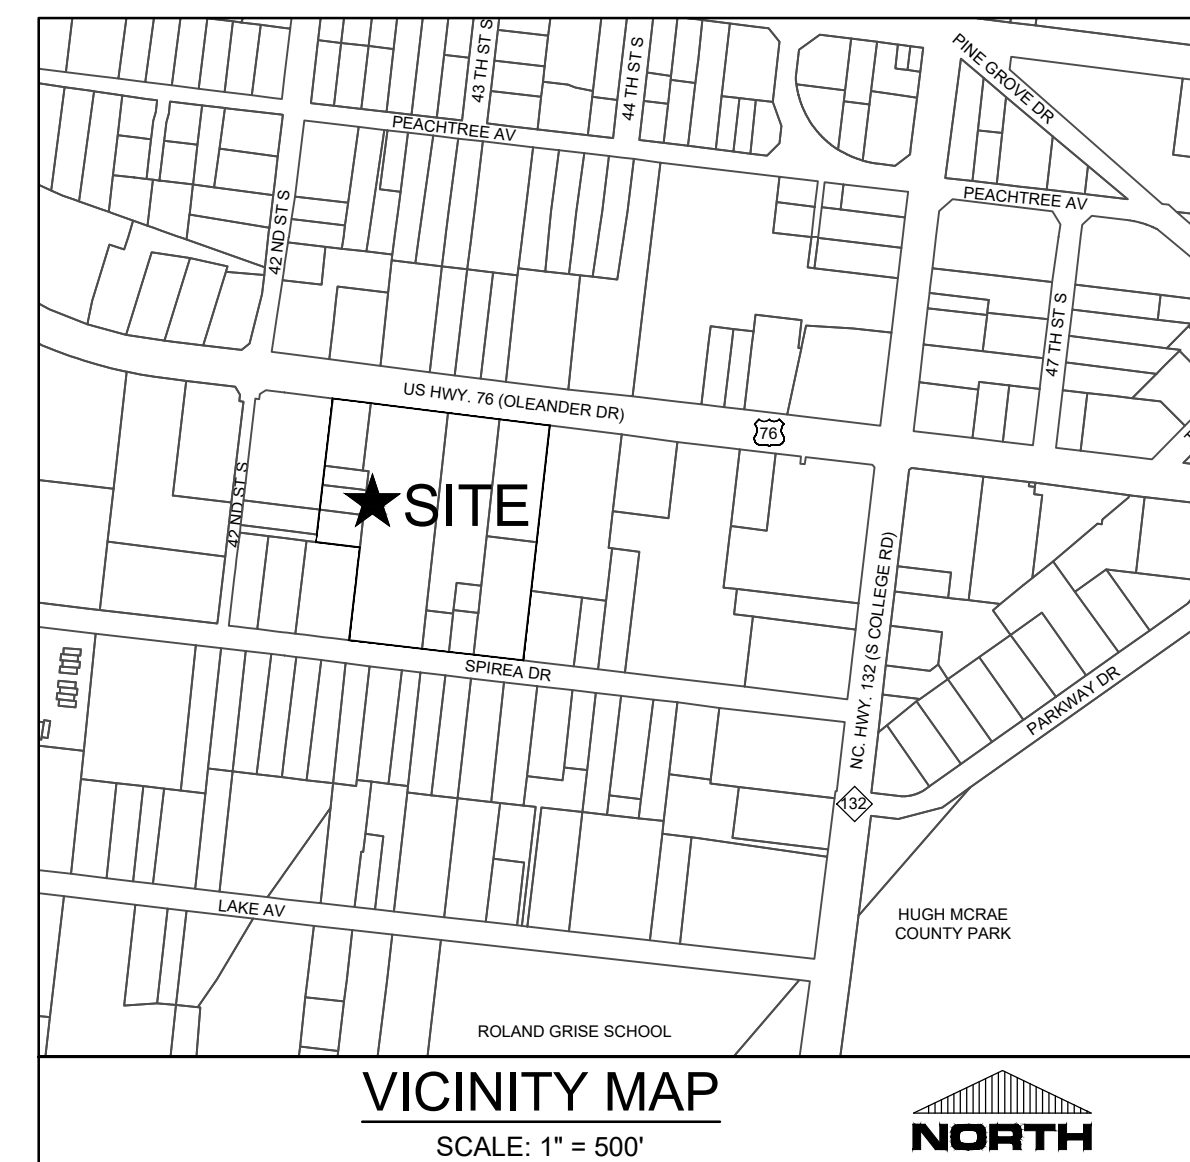 43 TH ST S
44 TH ST S
PINE GROVE DR
PEACHTREE AV
PEACHTREE AV
42 ND ST S
47 TH ST S
US HWY. 76 (OLEANDER DR)
76
42 ND ST S
SITE
NC. HWY. 132 (S COLLEGE RD)
SPIREA DR
PARKWAY DR
132
LAKE AV
HUGH MCRAE
COUNTY PARK
ROLAND GRISE SCHOOL
VICINITY MAP
SCALE: 1" = 500'
NORTH